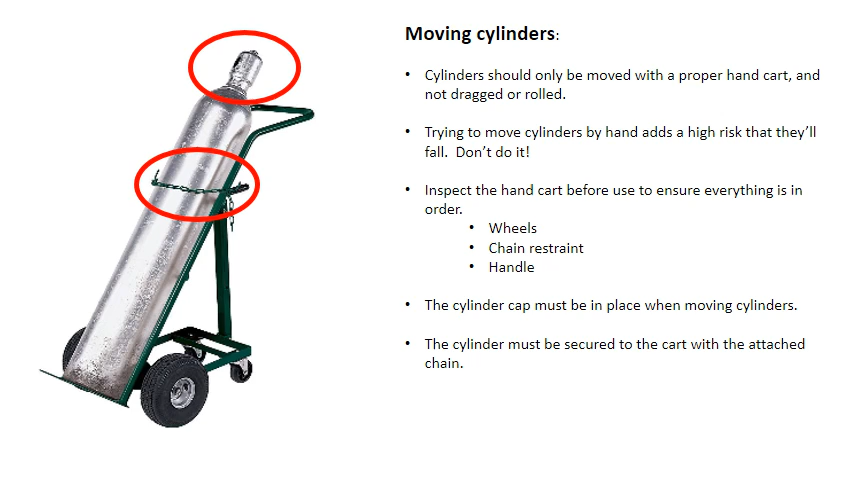 Moving cylinders:
• Cylinders should only be moved with a proper hand cart, and
not dragged or rolled.
• Trying to move cylinders by hand adds a high risk that they’ll
fall.  Don’t do it!
• Inspect the hand cart before use to ensure everything is in
order.
• Wheels
• Chain restraint
• Handle
• The cylinder cap must be in place when moving cylinders.
• The cylinder must be secured to the cart with the attached
chain.